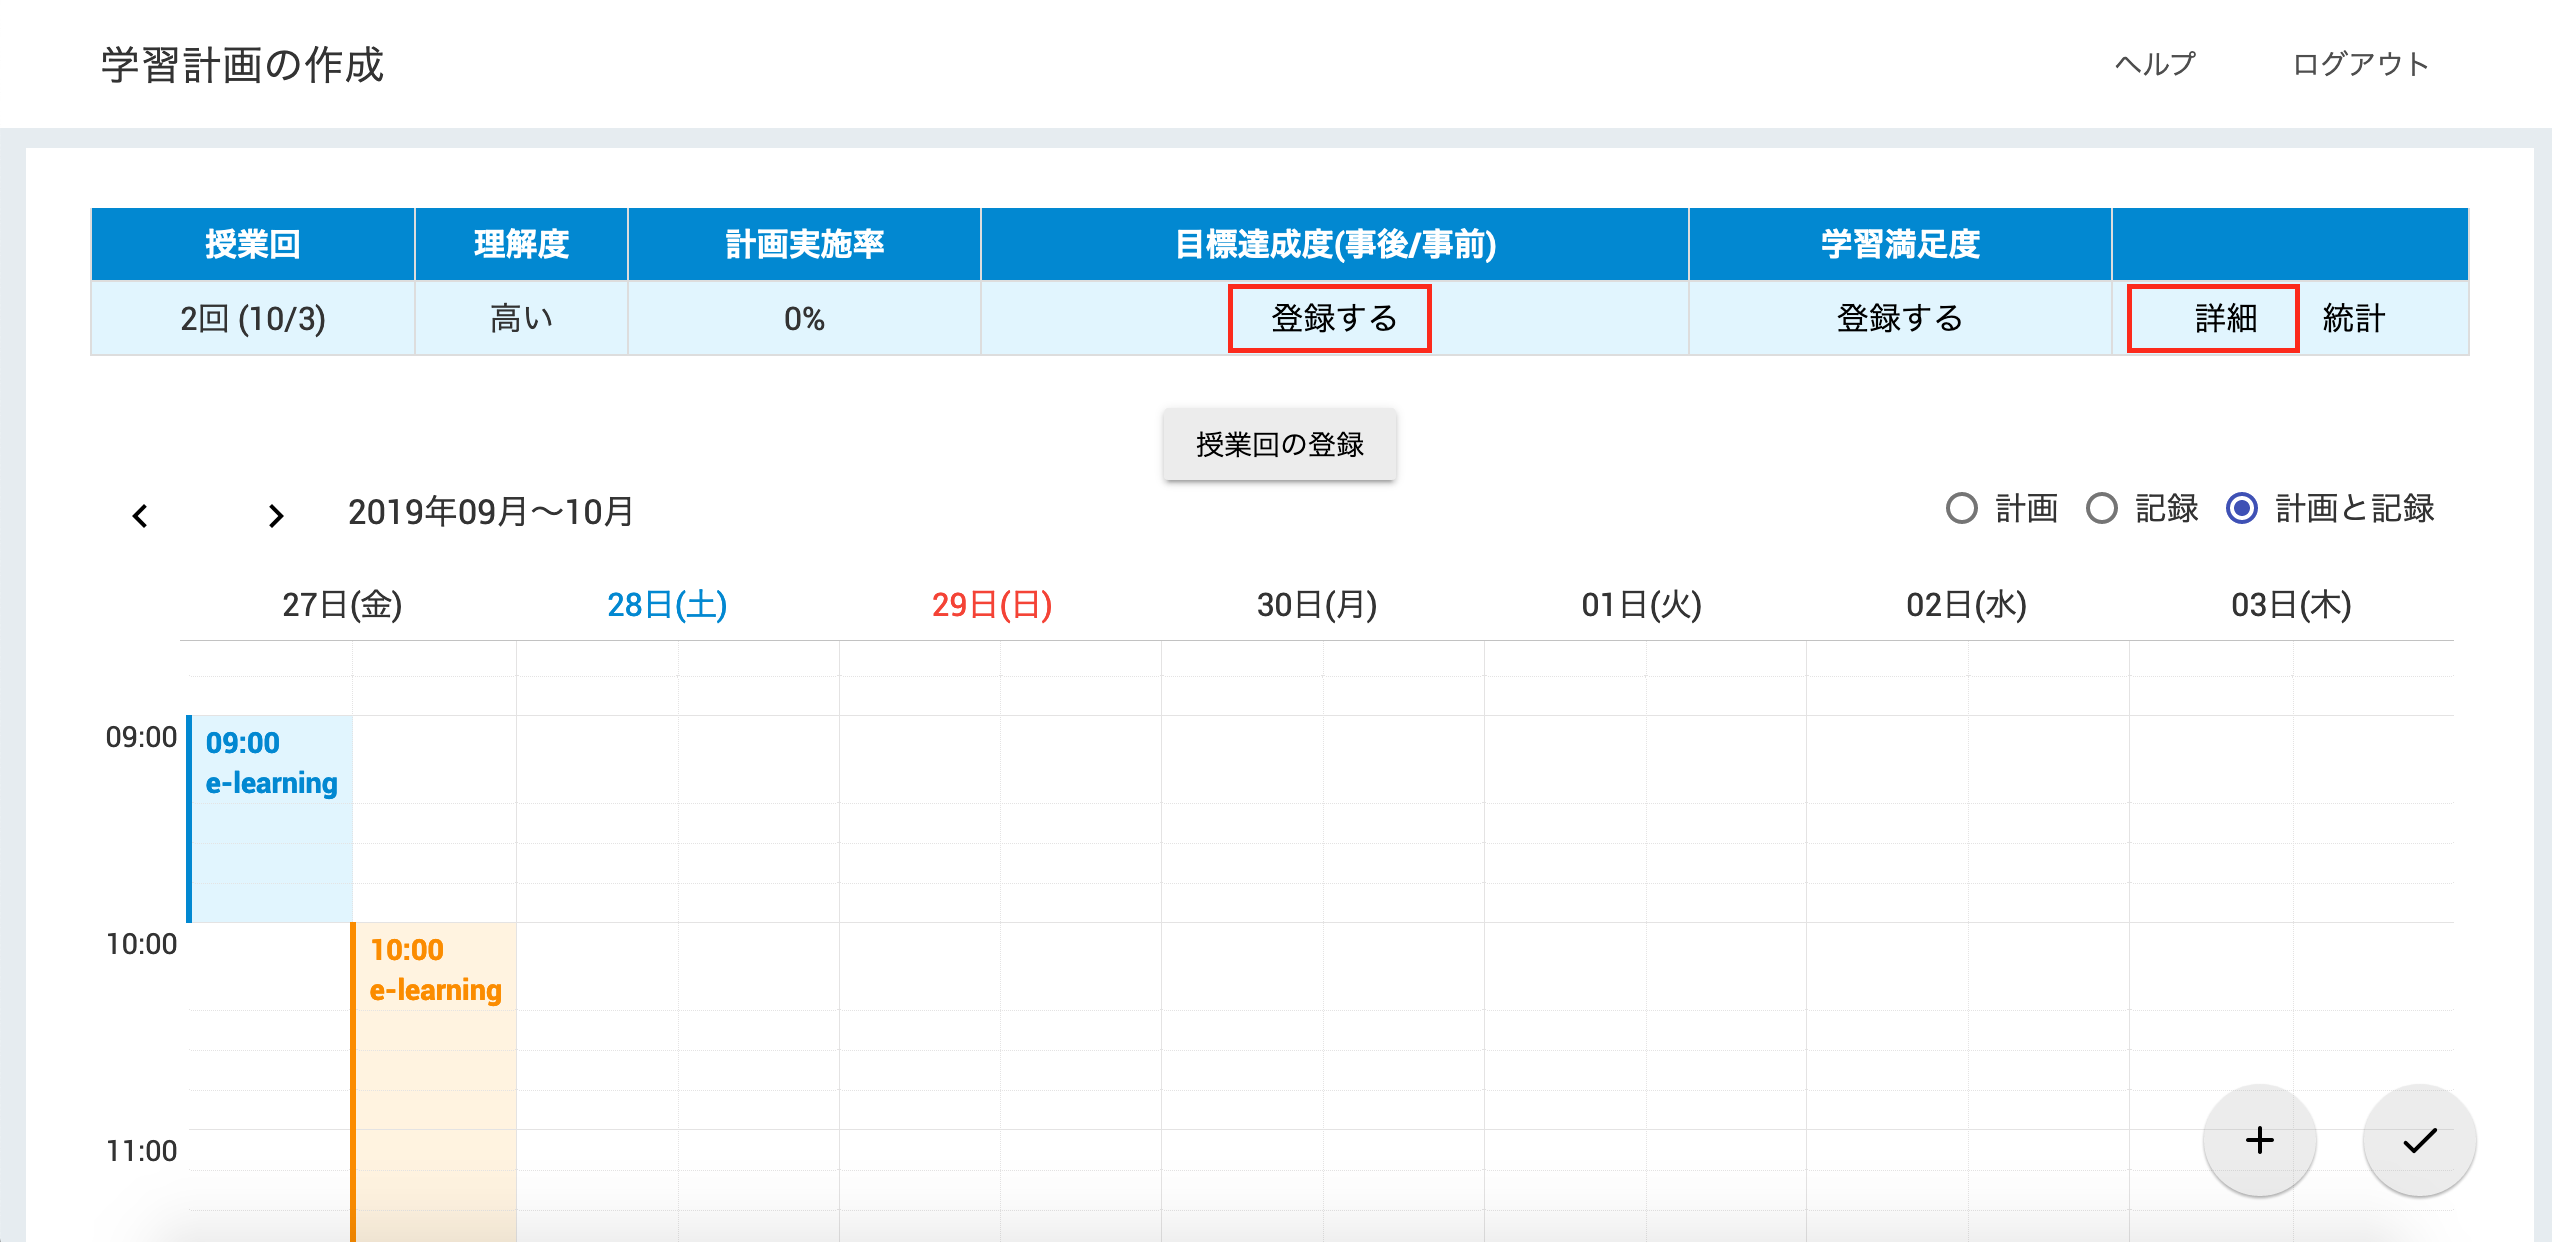 学習計画の作成 ヘルプ ログアウト
授業回 理解度 計画実施率 目標達成度(事後/事前) 学習満足度
2回 (10/3) 高い 0% 登録する 登録する 詳細 統計
授業回の登録
2019年09月〜10月 計画 記録 計画と記録
27日(金) 28日(土) 29日(日) 30日(月) 01日(火) 02日(水) 03日(木)
09:00 09:00
e-learning
10:00 10:00
e-learning
11:00